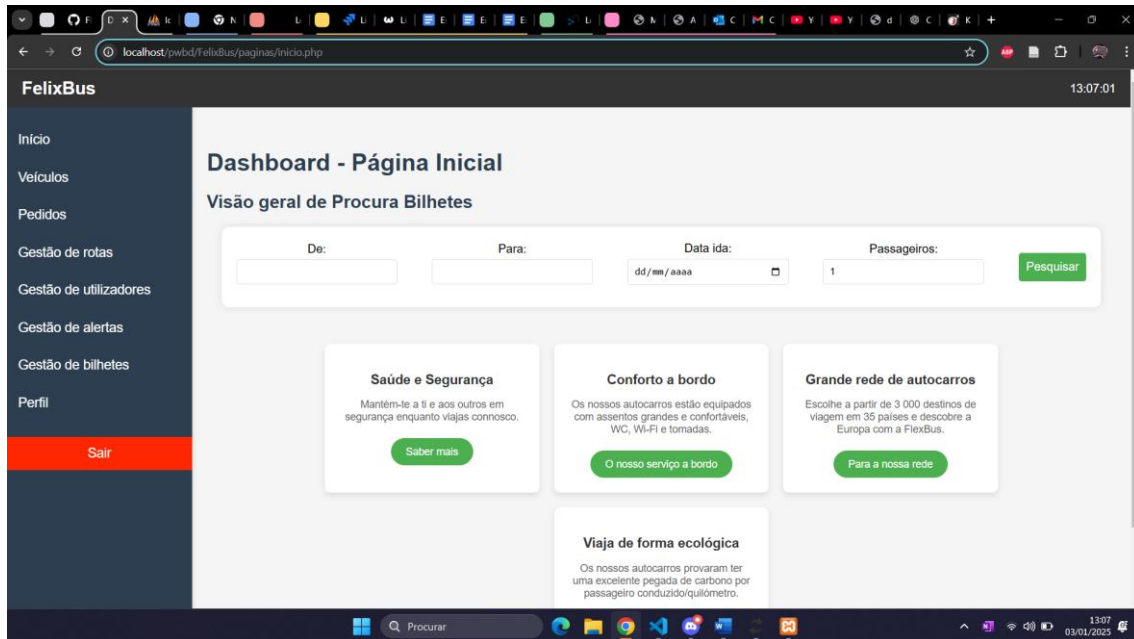 localhost/pwbd/FelixBus/paginas/inicio.php
FelixBus
13:07:01
Início
Veículos
Pedidos
Gestão de rotas
Gestão de utilizadores
Gestão de alertas
Gestão de bilhetes
Perfil
Sair
Dashboard - Página Inicial
Visão geral de Procura Bilhetes
De:
Para:
Data ida:
Passageiros:
dd/mm/aaaa
1
Pesquisar
Saúde e Segurança
Mantém-te a ti e aos outros em
segurança enquanto viajas connosco.
Saber mais
Conforto a bordo
Os nossos autocarros estão equipados
com assentos grandes e confortáveis,
WC, Wi-Fi e tomadas.
O nosso serviço a bordo
Grande rede de autocarros
Escolhe a partir de 3 000 destinos de
viagem em 35 países e descobre a
Europa com a FlexBus.
Para a nossa rede
Viaja de forma ecológica
Os nossos autocarros provaram ter
uma excelente pegada de carbono por
passageiro conduzido/quilómetro.
Procurar
13:07
03/01/2025